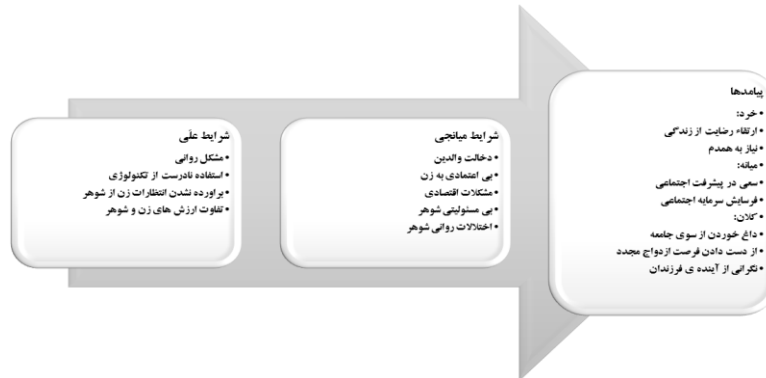 شرایط علّی
• مشکل روانی
• استفاده نادرست از تکنولوژی
• براورده نشدن انتظارات زن از شوهر
• تفاوت ارزش های زن و شوهر
شرایط میانجی
• دخالت والدین
• بی اعتمادی به زن
• مشکلات اقتصادی
• بی مسئولیتی شوهر
• اختلالات روانی شوهر
پیامدها
• خرد:
• ارتقاء رضایت از زندگی
• نیاز به همدم
• میانه:
• سعی در پیشرفت اجتماعی
• فرسایش سرمایه اجتماعی
• کلان:
• داغ خوردن از سوی جامعه
• از دست دادن فرصت ازدواج مجدد
• نگرانی از آینده ی فرزندان